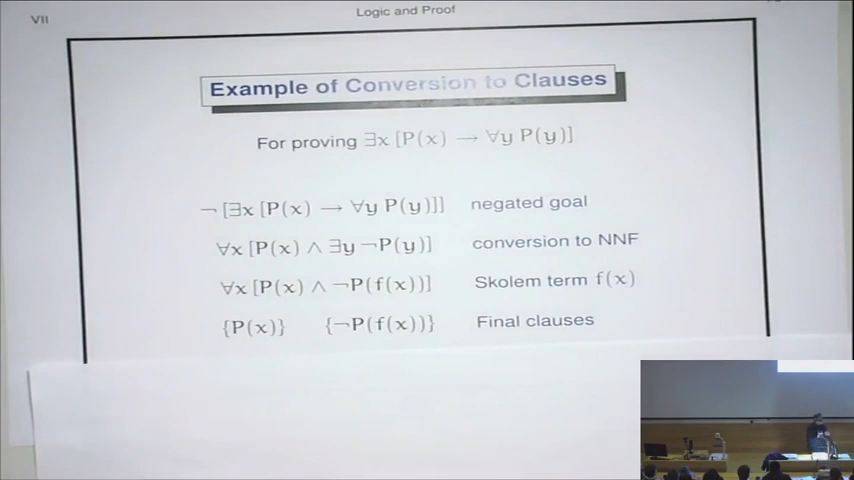 VII
Logic and Proof
Example of Conversion to Clauses
For proving ∃x [P(x) → ∀y P(y)]
¬ [∃x [P(x) → ∀y P(y)]] negated goal
∀x [P(x) ∧ ∃y ¬P(y)] conversion to NNF
∀x [P(x) ∧ ¬P(f(x))] Skolem term f(x)
{P(x)} {¬P(f(x))} Final clauses